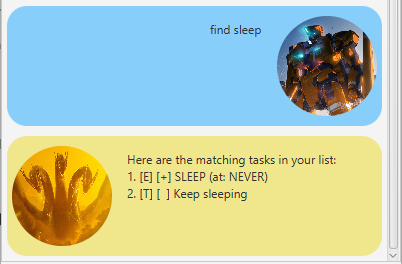 find sleep
Here are the matching tasks in your list:
1. [E] [+] SLEEP (at: NEVER)
2. [T] [  ] Keep sleeping